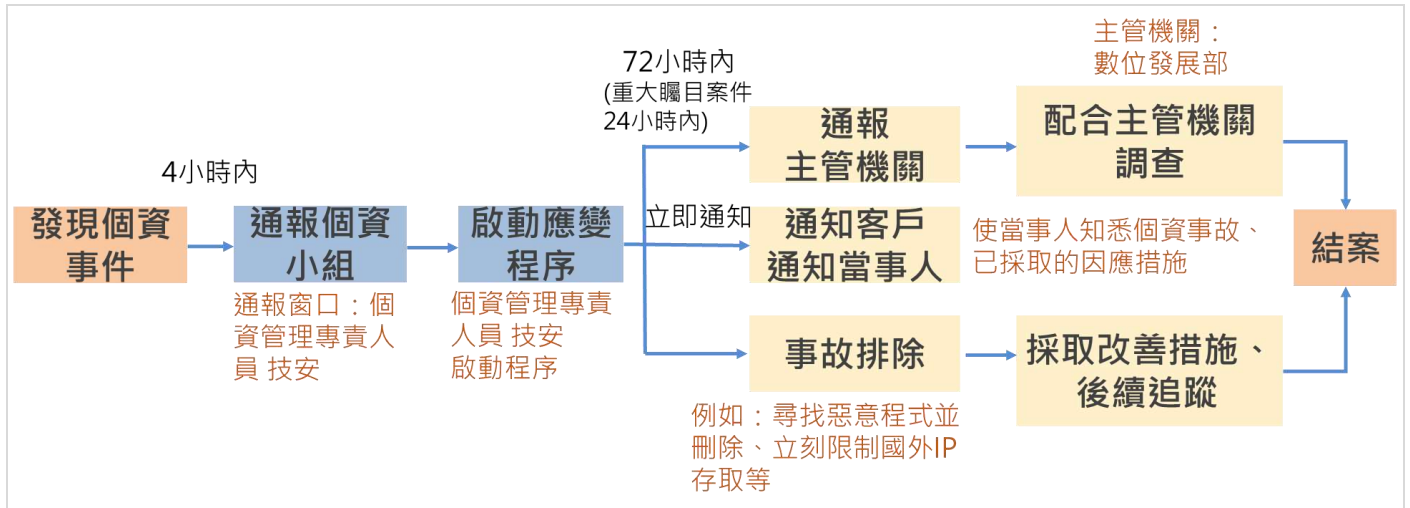 4小時內
發現個資
事件
通報個資
小組
通報窗口：個
資管理專責人
員 技安
啟動應變
程序
個資管理專責
人員 技安
啟動程序
72小時內
(重大矚目案件
24小時內)
通報
主管機關
主管機關：
數位發展部
配合主管機關
調查
立即通知
通知客戶
通知當事人
使當事人知悉個資事故、
已採取的因應措施
事故排除
例如：尋找惡意程式並
刪除、立刻限制國外IP
存取等
採取改善措施、
後續追蹤
結案